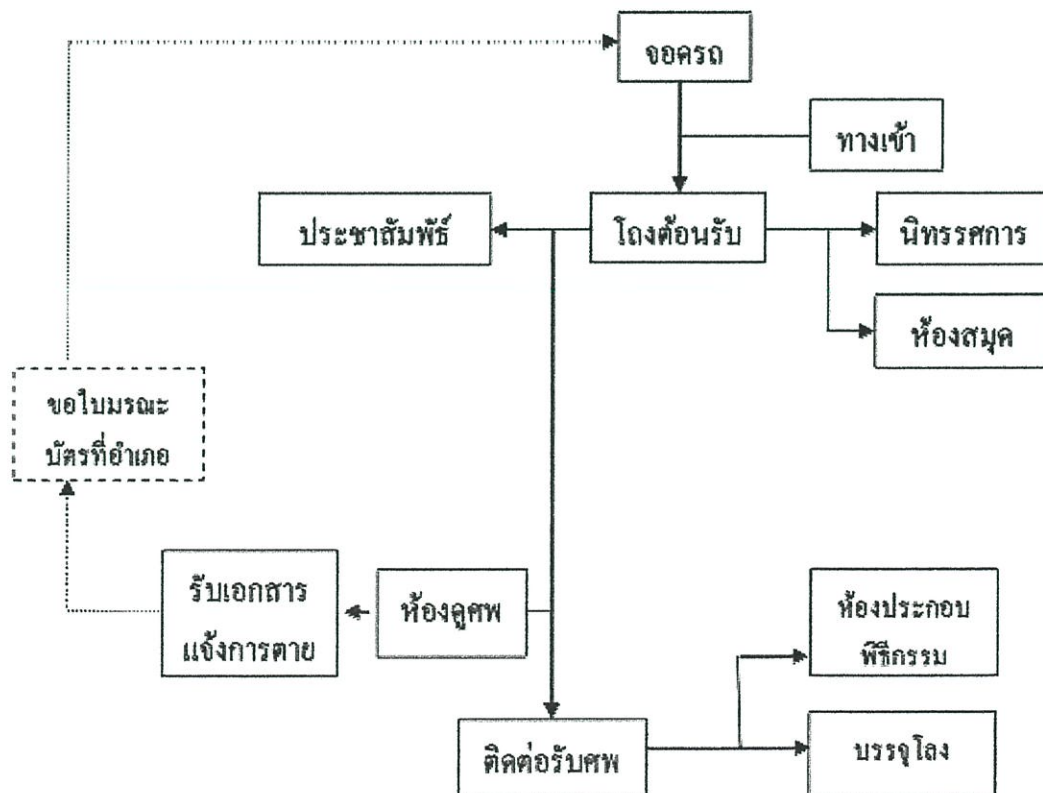 จอดรถ
ทางเข้า
ประชาสัมพัธ์
โถงต้อนรับ
นิทรรศการ
ห้องสมุด
ขอใบมรณะ
บัตรที่อำเภอ
รับเอกสาร
แจ้งการตาย
ห้องดูศพ
ห้องประกอบ
พิธีกรรม
ติดต่อรับศพ
บรรจุโลง